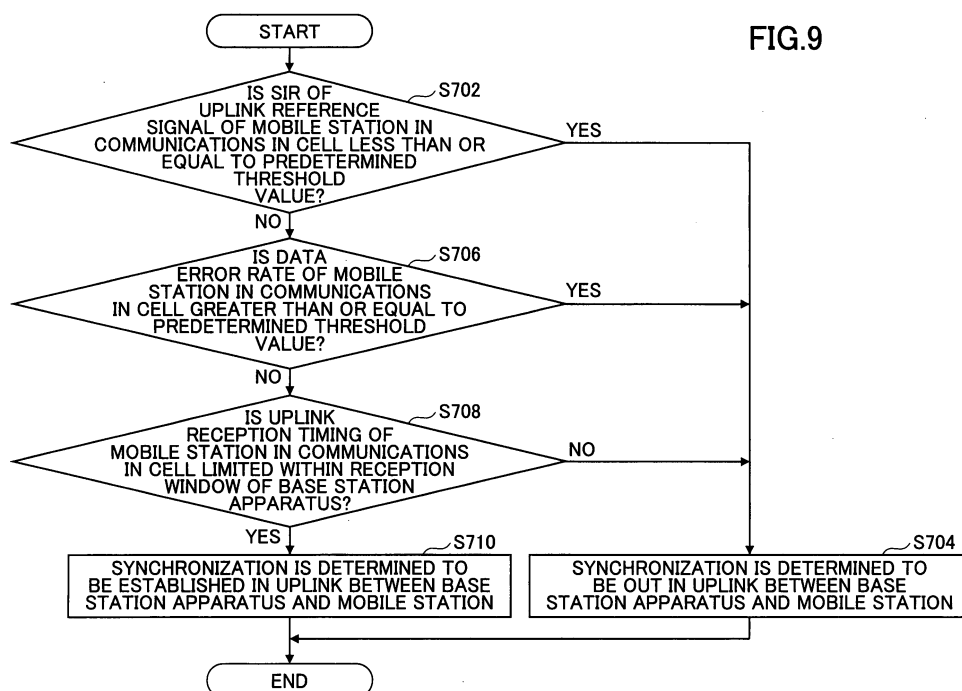 START
FIG.9
S702
IS SIR OF
UPLINK REFERENCE
SIGNAL OF MOBILE STATION IN
COMMUNICATIONS IN CELL LESS THAN OR
EQUAL TO PREDETERMINED
THRESHOLD
VALUE?
YES
NO
S706
IS DATA
ERROR RATE OF MOBILE
STATION IN COMMUNICATIONS
IN CELL GREATER THAN OR EQUAL TO
PREDETERMINED THRESHOLD
VALUE?
YES
NO
S708
IS UPLINK
RECEPTION TIMING OF
MOBILE STATION IN COMMUNICATIONS
IN CELL LIMITED WITHIN RECEPTION
WINDOW OF BASE STATION
APPARATUS?
NO
YES
S710
SYNCHRONIZATION IS DETERMINED TO
BE ESTABLISHED IN UPLINK BETWEEN BASE
STATION APPARATUS AND MOBILE STATION
S704
SYNCHRONIZATION IS DETERMINED TO
BE OUT IN UPLINK BETWEEN BASE
STATION APPARATUS AND MOBILE STATION
END